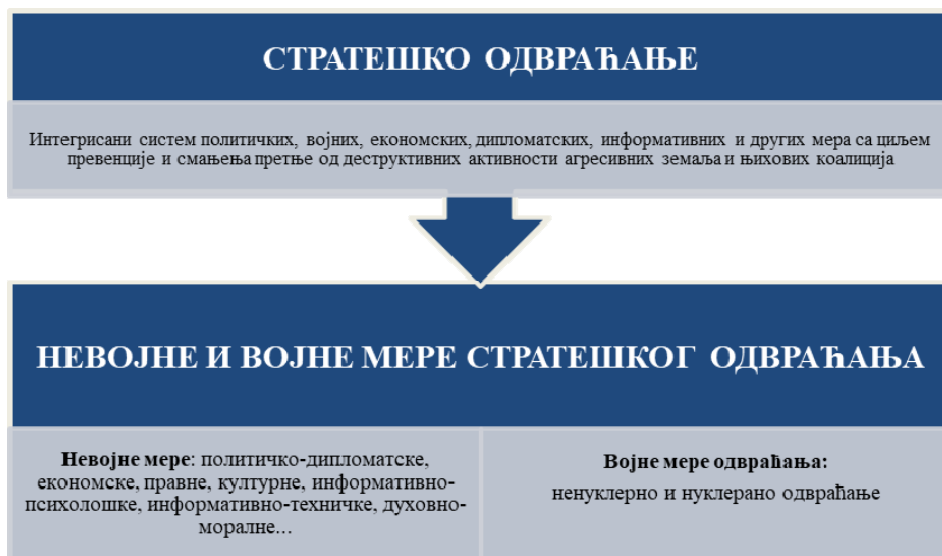 СТРАТЕШКО ОДВРАЋАЊЕ
Интегрисани систем политичких, војних, економских, дипломатских, информативних и других мера са циљем
превенције и смањења претње од деструктивних активности агресивних земаља и њихових коалиција
НЕВОЈНЕ И ВОЈНЕ МЕРЕ СТРАТЕШКОГ ОДВРАЋАЊА
Невојне мере: политичко-дипломатске,
економске, правне, културне, информативно-
психолошке, информативно-техничке, духовно-
моралне...
Војне мере одвраћања:
ненуклерно и нуклерано одвраћање